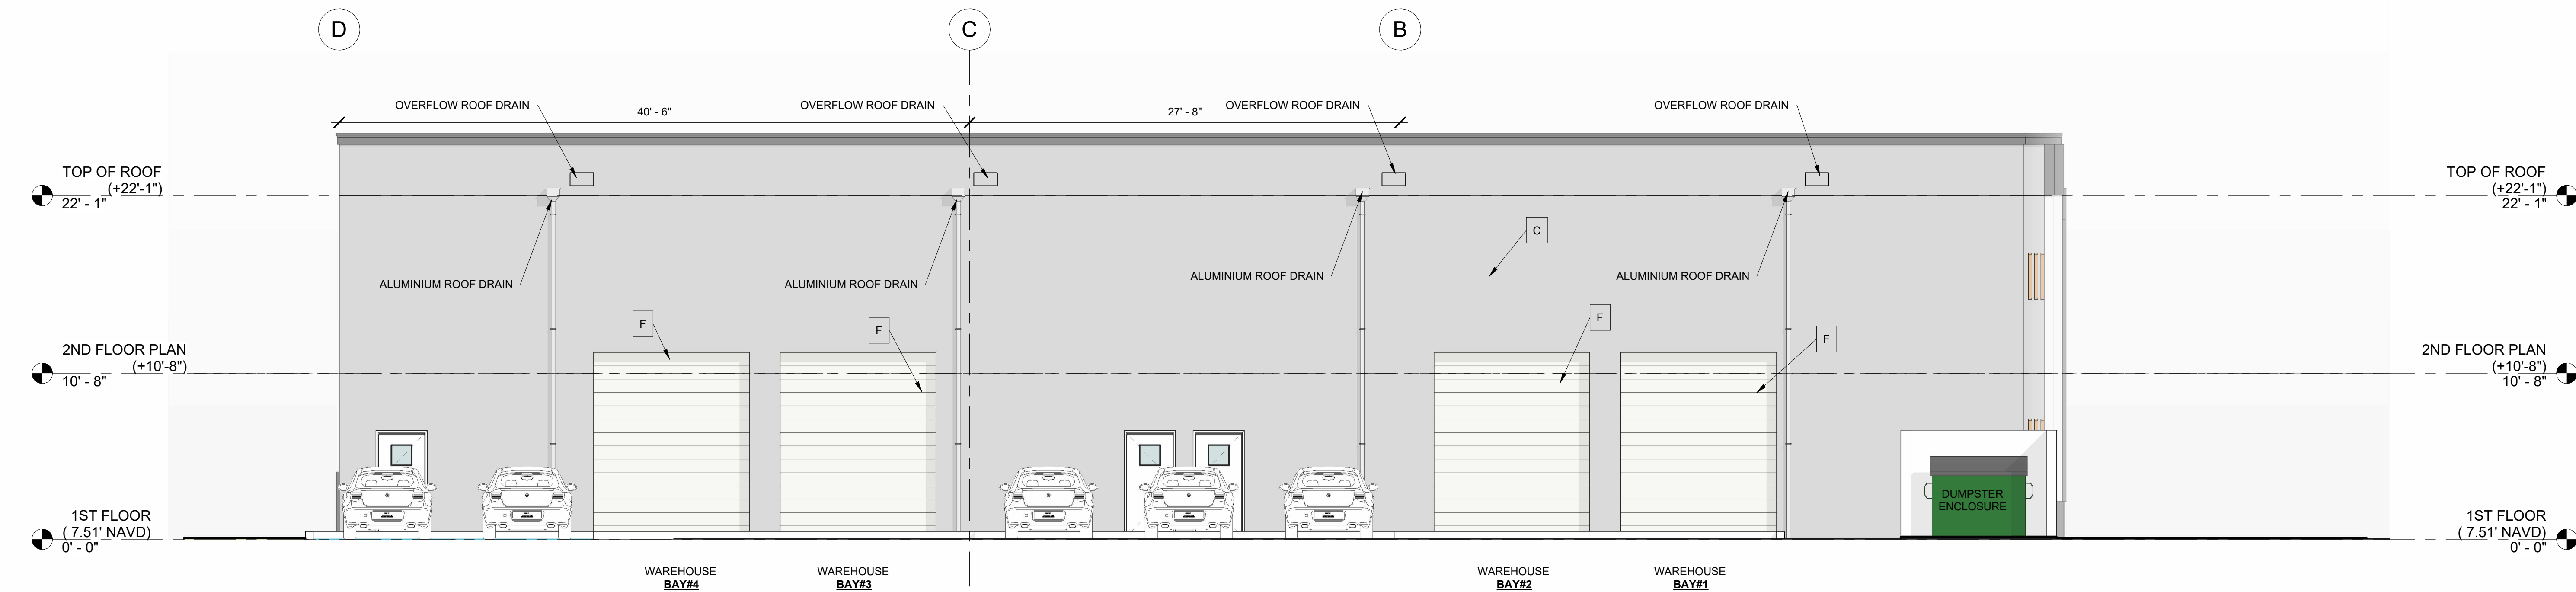 D
C
B
OVERFLOW ROOF DRAIN
40' - 6"
OVERFLOW ROOF DRAIN
27' - 8"
OVERFLOW ROOF DRAIN
OVERFLOW ROOF DRAIN
TOP OF ROOF
(+22'-1")
22' - 1"
TOP OF ROOF
(+22'-1")
22' - 1"
C
ALUMINIUM ROOF DRAIN
ALUMINIUM ROOF DRAIN
ALUMINIUM ROOF DRAIN
ALUMINIUM ROOF DRAIN
F
F
F
F
2ND FLOOR PLAN
(+10'-8")
10' - 8"
2ND FLOOR PLAN
(+10'-8")
10' - 8"
DUMPSTER
ENCLOSURE
1ST FLOOR
( 7.51' NAVD)
0' - 0"
1ST FLOOR
( 7.51' NAVD)
0' - 0"
WAREHOUSE
BAY#4
WAREHOUSE
BAY#3
WAREHOUSE
BAY#2
WAREHOUSE
BAY#1